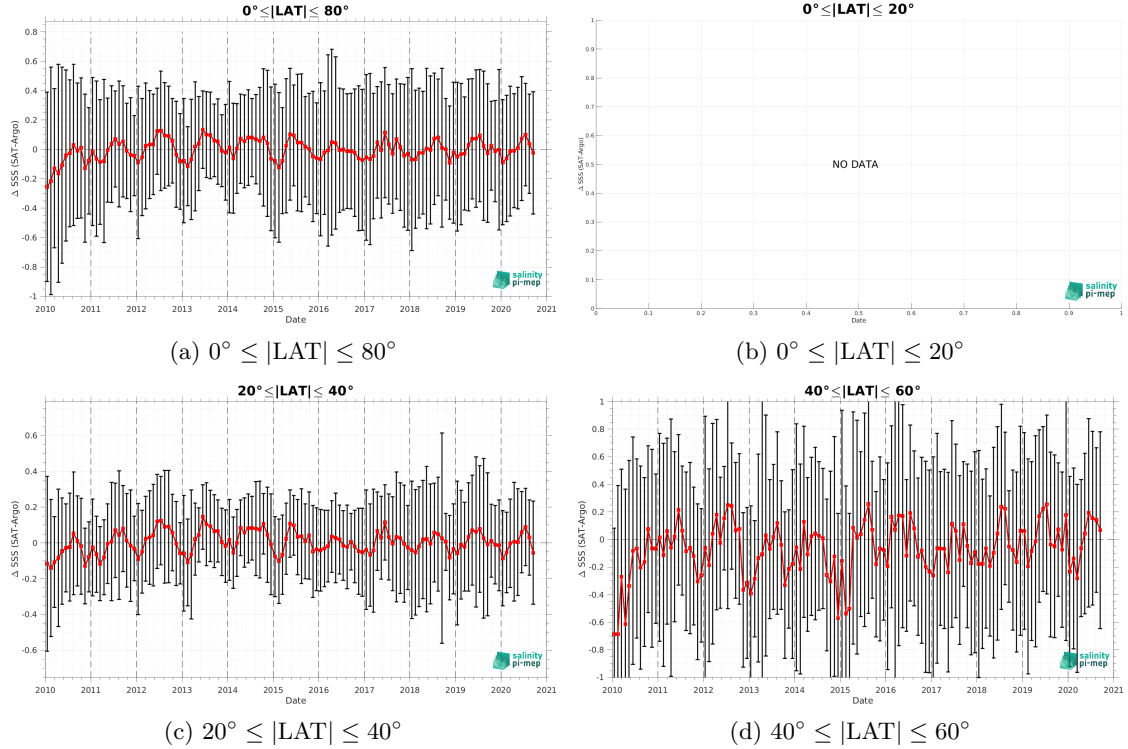 0°≤|LAT|≤ 80°
Δ SSS (SAT-Argo)
0.8
0.6
0.4
0.2
0
-0.2
-0.4
-0.6
-0.8
-1
2010 2011 2012 2013 2014 2015 2016 2017 2018 2019 2020 2021
Date
salinity
pi-mep
(a) 0° ≤ |LAT| ≤ 80°
0°≤|LAT|≤ 20°
Δ SSS (SAT-Argo)
1
0.9
0.8
0.7
0.6
0.5
0.4
0.3
0.2
0.1
0
NO DATA
0 0.1 0.2 0.3 0.4 0.5 0.6 0.7 0.8 0.9 1
Date
salinity
pi-mep
(b) 0° ≤ |LAT| ≤ 20°
20°≤|LAT|≤ 40°
Δ SSS (SAT-Argo)
0.6
0.4
0.2
0
-0.2
-0.4
-0.6
2010 2011 2012 2013 2014 2015 2016 2017 2018 2019 2020 2021
Date
salinity
pi-mep
(c) 20° ≤ |LAT| ≤ 40°
40°≤|LAT|≤ 60°
Δ SSS (SAT-Argo)
1
0.8
0.6
0.4
0.2
0
-0.2
-0.4
-0.6
-0.8
-1
2010 2011 2012 2013 2014 2015 2016 2017 2018 2019 2020 2021
Date
salinity
pi-mep
(d) 40° ≤ |LAT| ≤ 60°